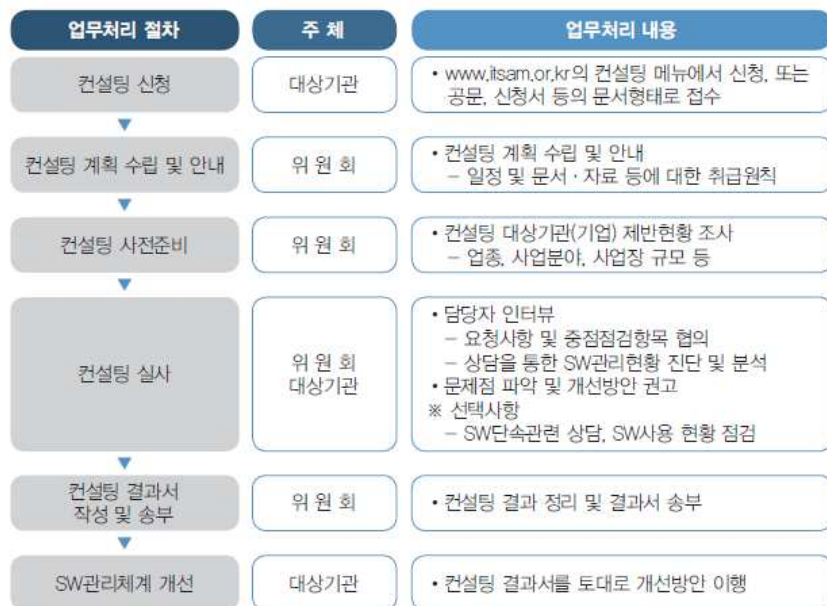 업무처리 절차
주 체
업무처리 내용
컨설팅 신청
대상기관
• www.itsam.or.kr의 컨설팅 메뉴에서 신청, 또는
공문, 신청서 등의 문서형태로 접수
컨설팅 계획 수립 및 안내
위 원 회
• 컨설팅 계획 수립 및 안내
– 일정 및 문서 · 자료 등에 대한 취급원칙
컨설팅 사전준비
위 원 회
• 컨설팅 대상기관(기업) 제반현황 조사
– 업종, 사업분야, 사업장 규모 등
컨설팅 실사
위 원 회
대상기관
• 담당자 인터뷰
– 요청사항 및 중점점검항목 협의
– 상담을 통한 SW관리현황 진단 및 분석
• 문제점 파악 및 개선방안 권고
※ 선택사항
– SW단속관련 상담, SW사용 현황 점검
컨설팅 결과서
작성 및 송부
위 원 회
• 컨설팅 결과 정리 및 결과서 송부
SW관리체계 개선
대상기관
• 컨설팅 결과서를 토대로 개선방안 이행